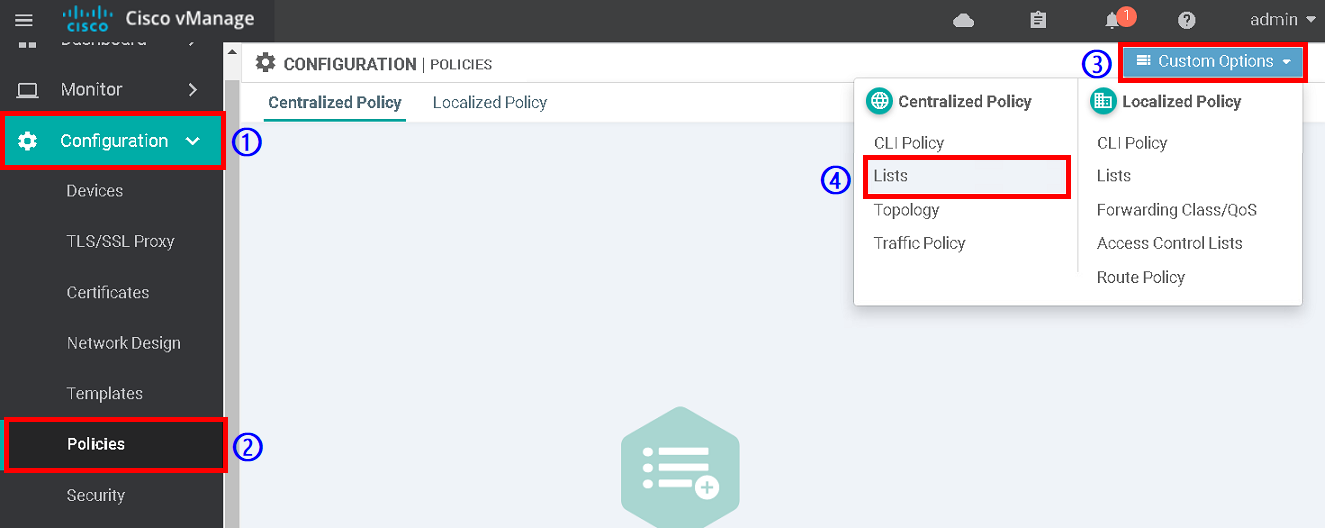 CISCO
Cisco vManage
1
admin
Dashboard
Monitor
Configuration
1
Devices
TLS/SSL Proxy
Certificates
Network Design
Templates
Policies
2
Security
CONFIGURATION | POLICIES
3
Custom Options
Centralized Policy
Localized Policy
Centralized Policy
CLI Policy
4
Lists
Topology
Traffic Policy
Localized Policy
CLI Policy
Lists
Forwarding Class/QoS
Access Control Lists
Route Policy